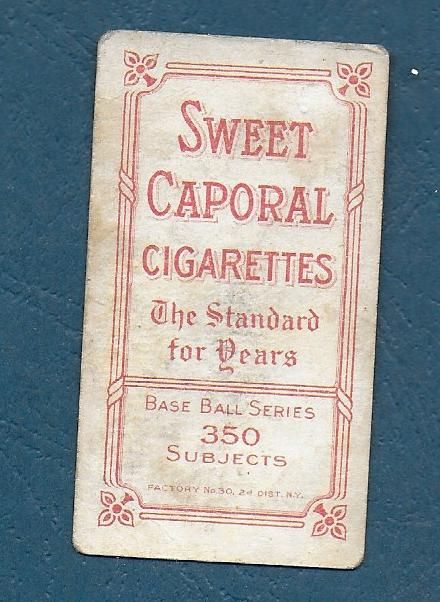 SWEET
CAPORAL
CIGARETTES
The Standard
for Years
BASE BALL SERIES
350
SUBJECTS
FACTORY No. 30, 2d DIST. N.Y.